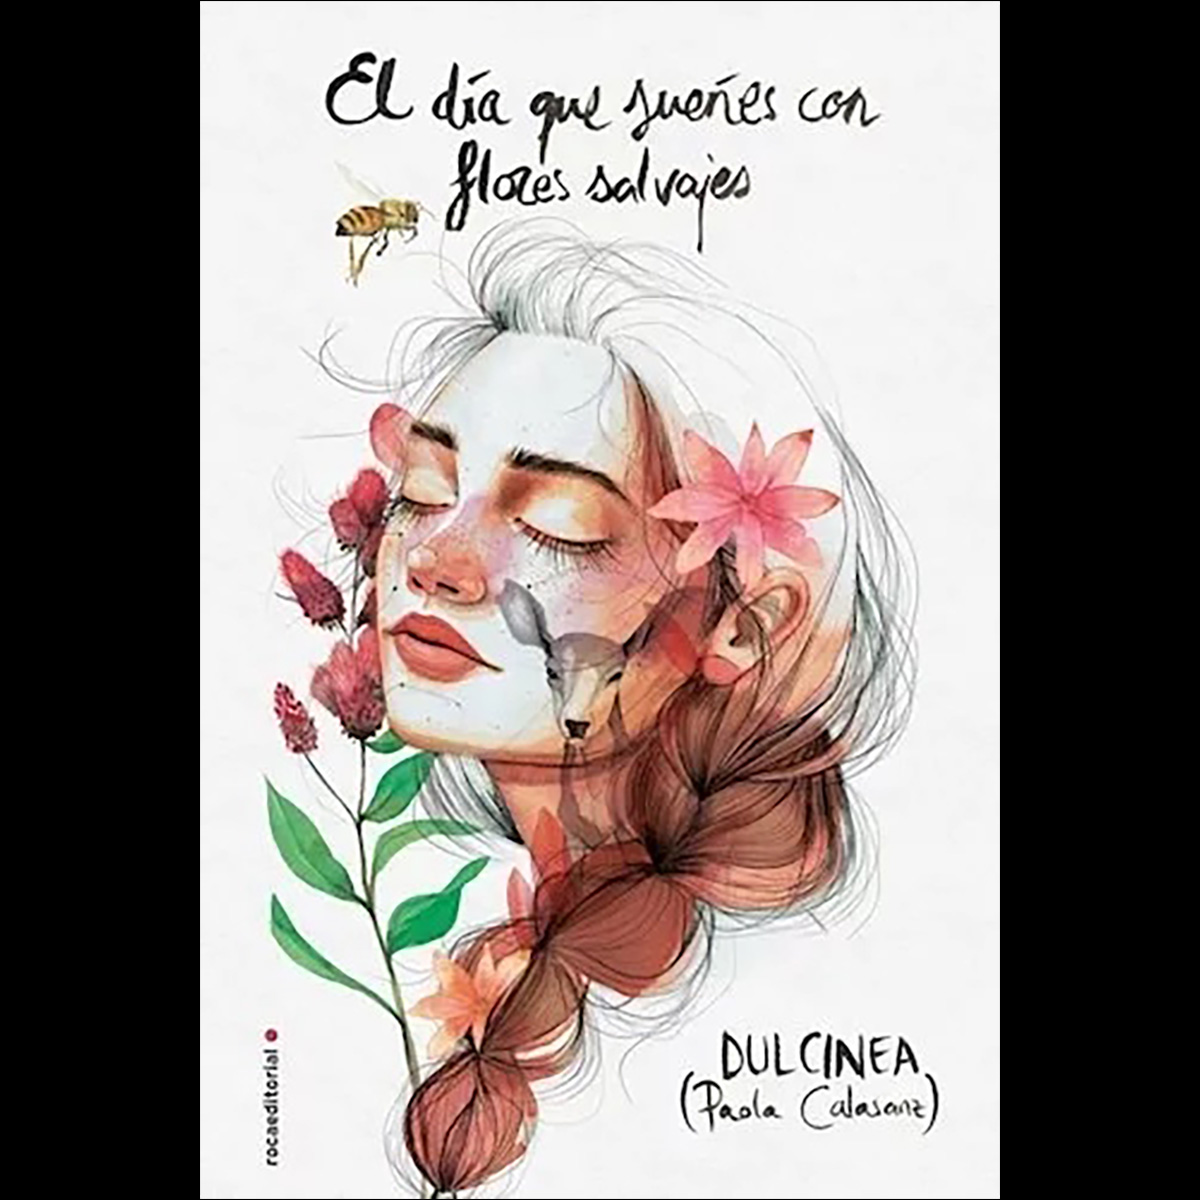 El día que sueñes con
flores salvajes
DULCINEA
(Paola Calasanz)
rocaeditorial